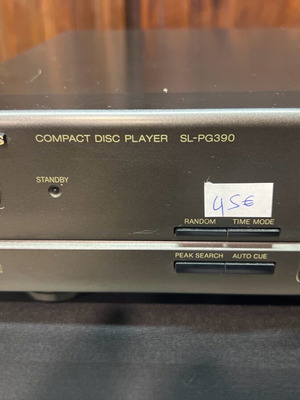 COMPACT DISC PLAYER SL-PG390
STANDBY
45€
RANDOM TIME MODE
PEAK SEARCH AUTO CUE